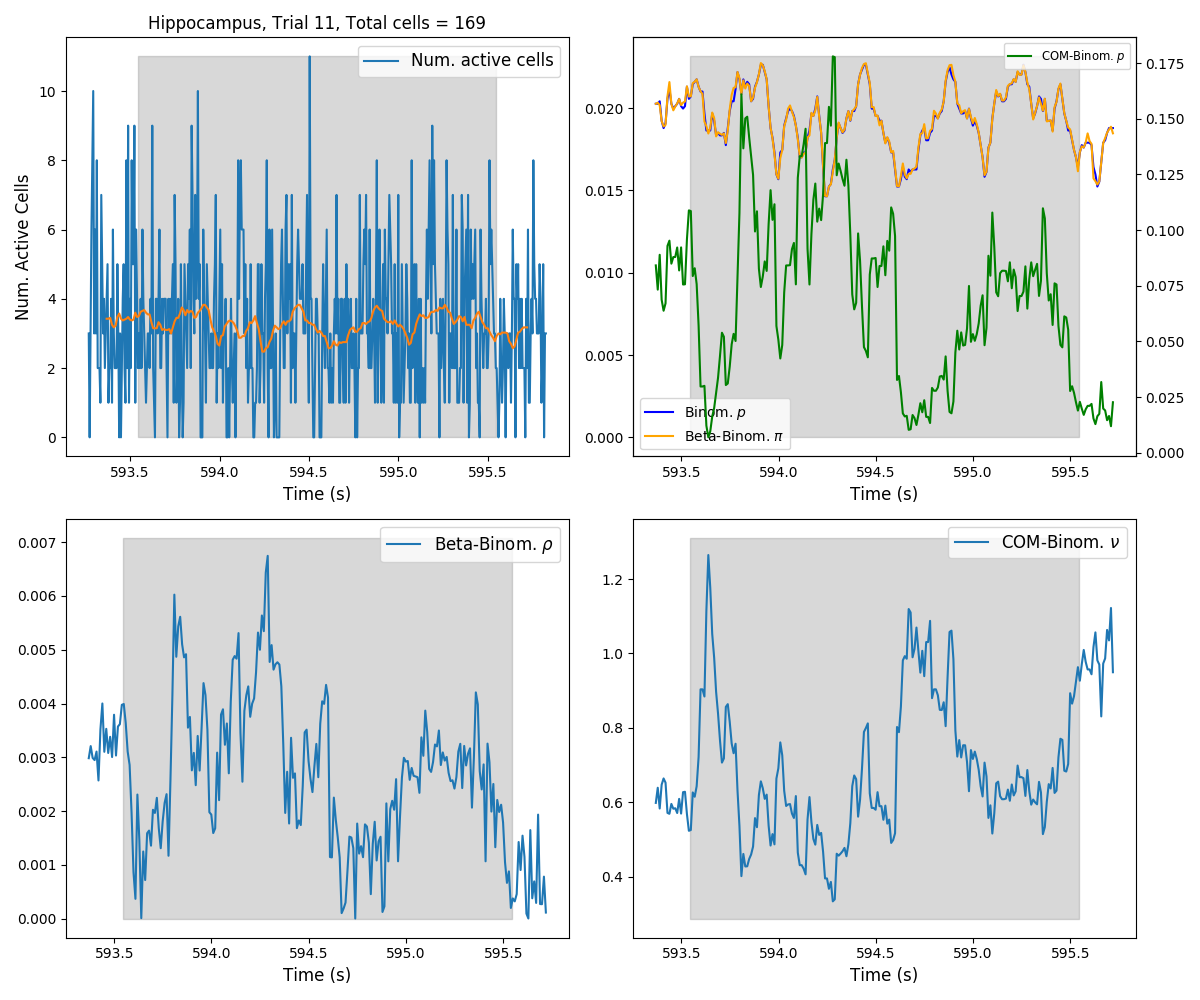 Hippocampus, Trial 11, Total cells = 169
Num. active cells
Num. Active Cells
10
8
6
4
2
0
593.5 594.0 594.5 595.0 595.5
Time (s)
COM-Binom. p
Binom. p
Beta-Binom. π
0.020
0.015
0.010
0.005
0.000
0.175
0.150
0.125
0.100
0.075
0.050
0.025
0.000
593.5 594.0 594.5 595.0 595.5
Time (s)
Beta-Binom. ρ
0.007
0.006
0.005
0.004
0.003
0.002
0.001
0.000
593.5 594.0 594.5 595.0 595.5
Time (s)
COM-Binom. ν
1.2
1.0
0.8
0.6
0.4
593.5 594.0 594.5 595.0 595.5
Time (s)